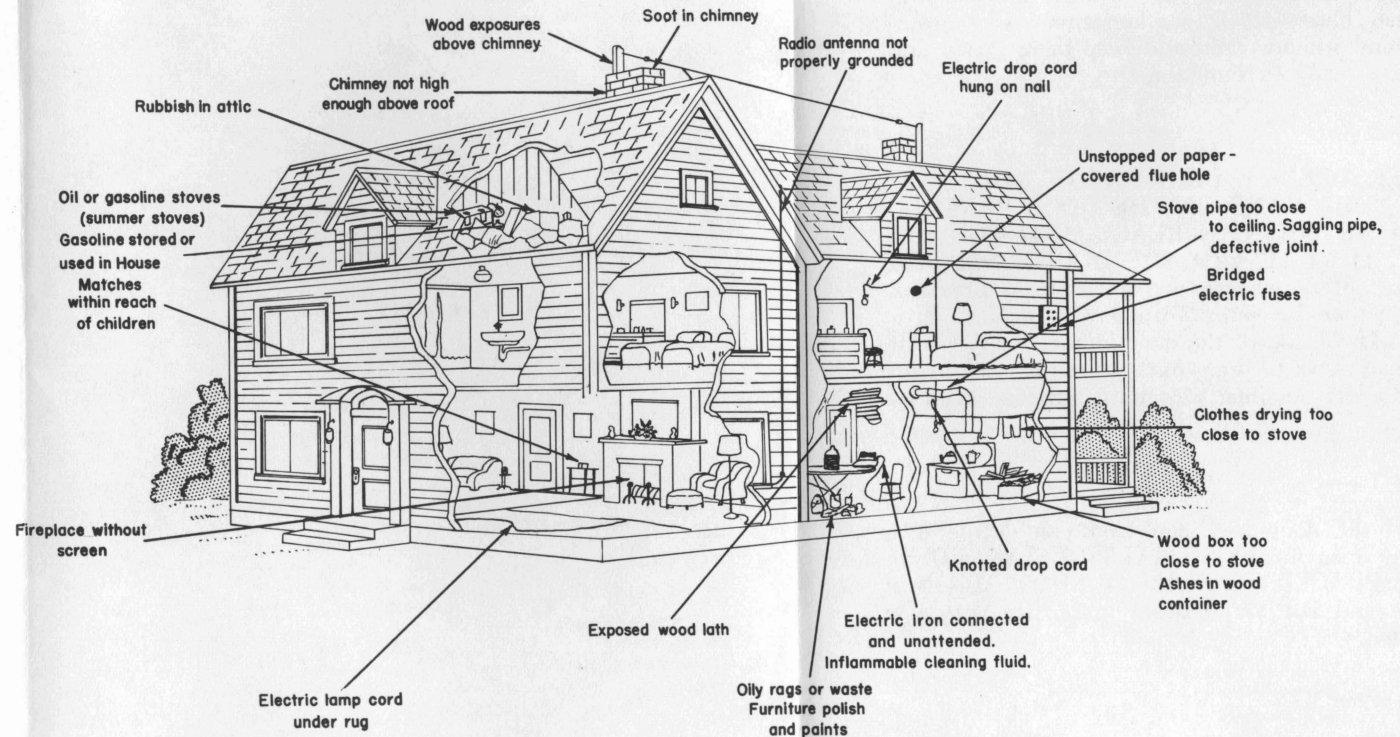 Wood exposures
above chimney
Soot in chimney
Chimney not high
enough above roof
Radio antenna not
properly grounded
Electric drop cord
hung on nail
Rubbish in attic
Unstopped or paper-
covered flue hole
Oil or gasoline stoves
(summer stoves)
Gasoline stored or
used in House
Matches
within reach
of children
Stove pipe too close
to ceiling. Sagging pipe,
defective joint.
Bridged
electric fuses
Clothes drying too
close to stove
Fireplace without
screen
Wood box too
close to stove
Ashes in wood
container
Knotted drop cord
Exposed wood lath
Electric iron connected
and unattended.
Inflammable cleaning fluid.
Electric lamp cord
under rug
Oily rags or waste
Furniture polish
and paints